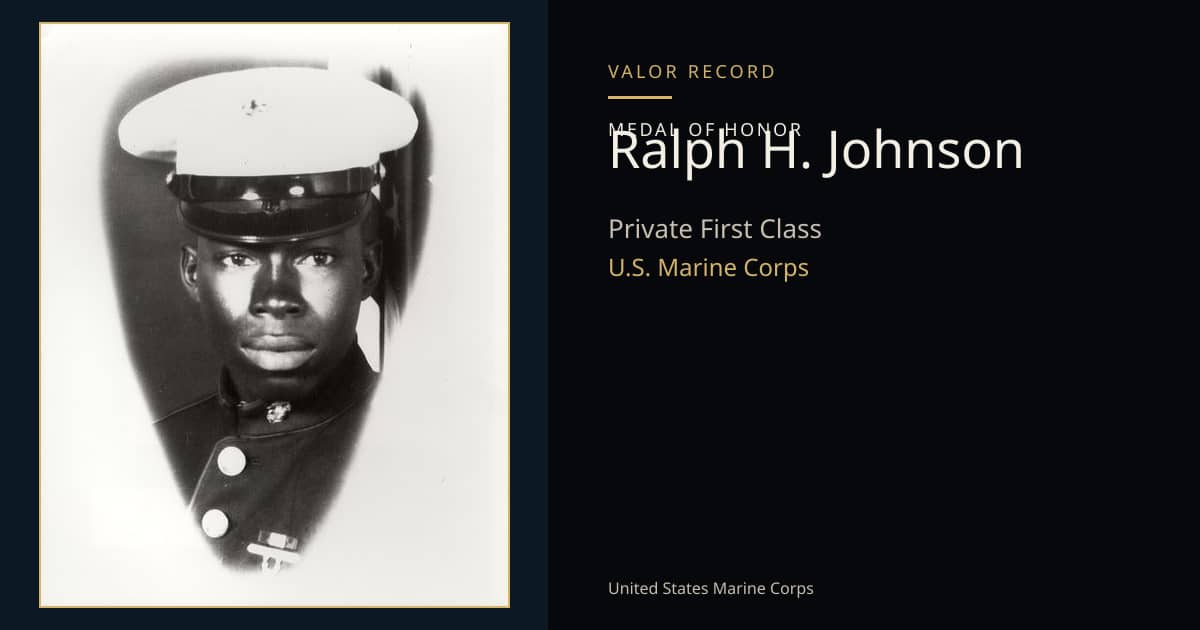 VALOR RECORD
MEDAL OF HONOR
Ralph H. Johnson
Private First Class
U.S. Marine Corps
United States Marine Corps